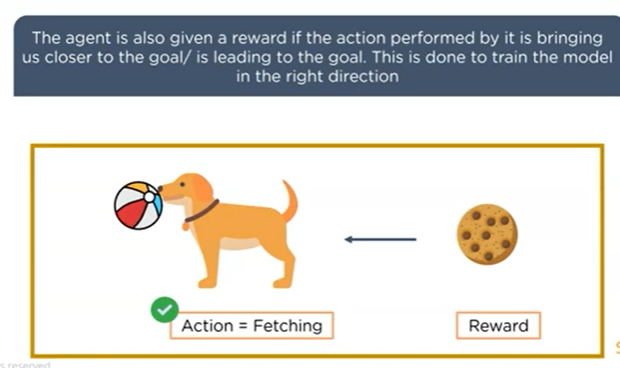 The agent is also given a reward if the action performed by it is bringing
us closer to the goal/ is leading to the goal. This is done to train the model
in the right direction
Action = Fetching
Reward
s reserved